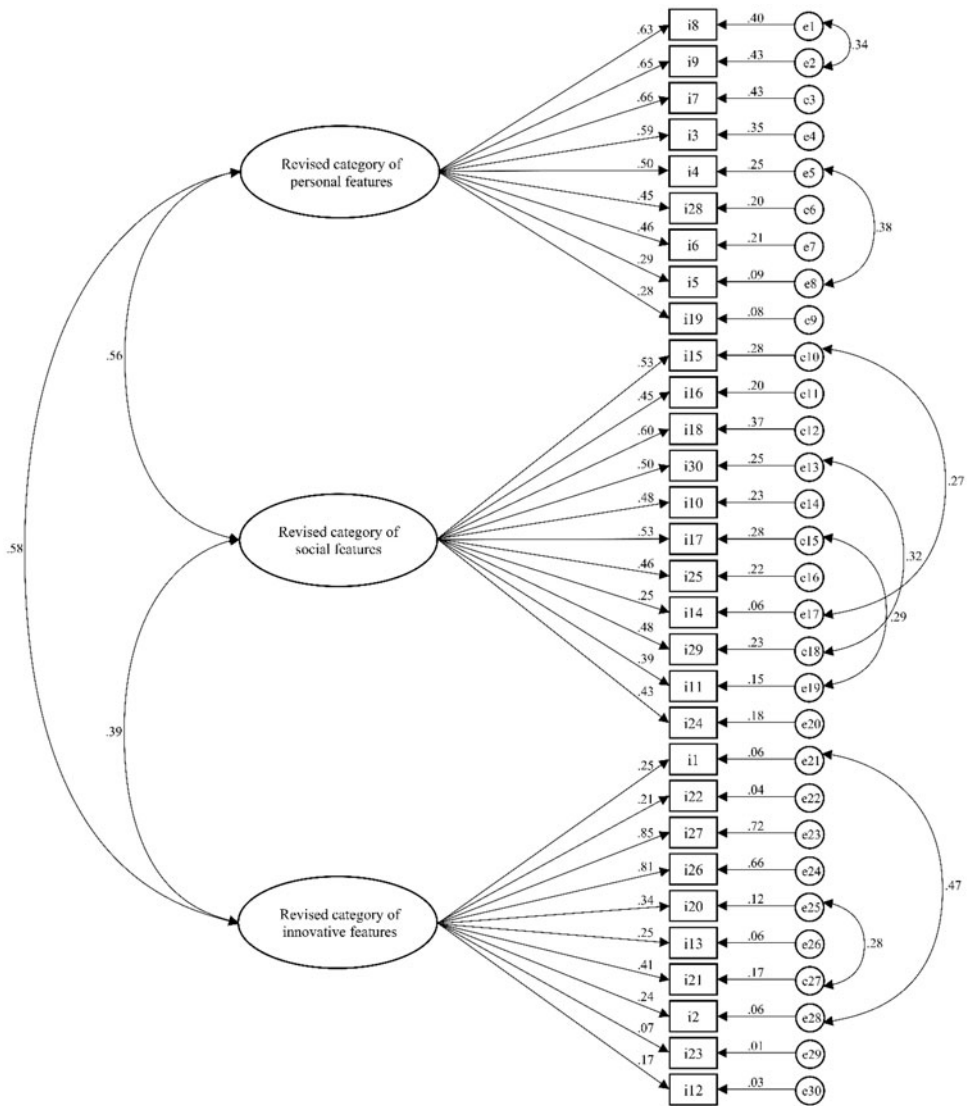 .63 i8 .40 e1
.34
.65 i9 .43 e2
.66 i7 .43 e3
.59 i3 .35 e4
Revised category of
personal features
.50 i4 .25 e5
.45 i28 .20 e6
.38
.46 i6 .21 e7
.29 i5 .09 e8
.28 i19 .08 e9
.56
.53 i15 .28 e10
.45 i16 .20 e11
.60 i18 .37 e12
.50 i30 .25 e13
.27
.48 i10 .23 e14
Revised category of
social features
.53 i17 .28 e15
.58
.32
.46 i25 .22 e16
.25 i14 .06 e17
.29
.48 i29 .23 e18
.39 i11 .15 e19
.43 i24 .18 e20
.39
.25 i1 .06 e21
.21 i22 .04 e22
.85 i27 .72 e23
.81 i26 .66 e24
.47
.34 i20 .12 e25
Revised category of
innovative features
.25 i13 .06 e26
.28
.41 i21 .17 e27
.24 i2 .06 e28
.07 i23 .01 e29
.17 i12 .03 e30